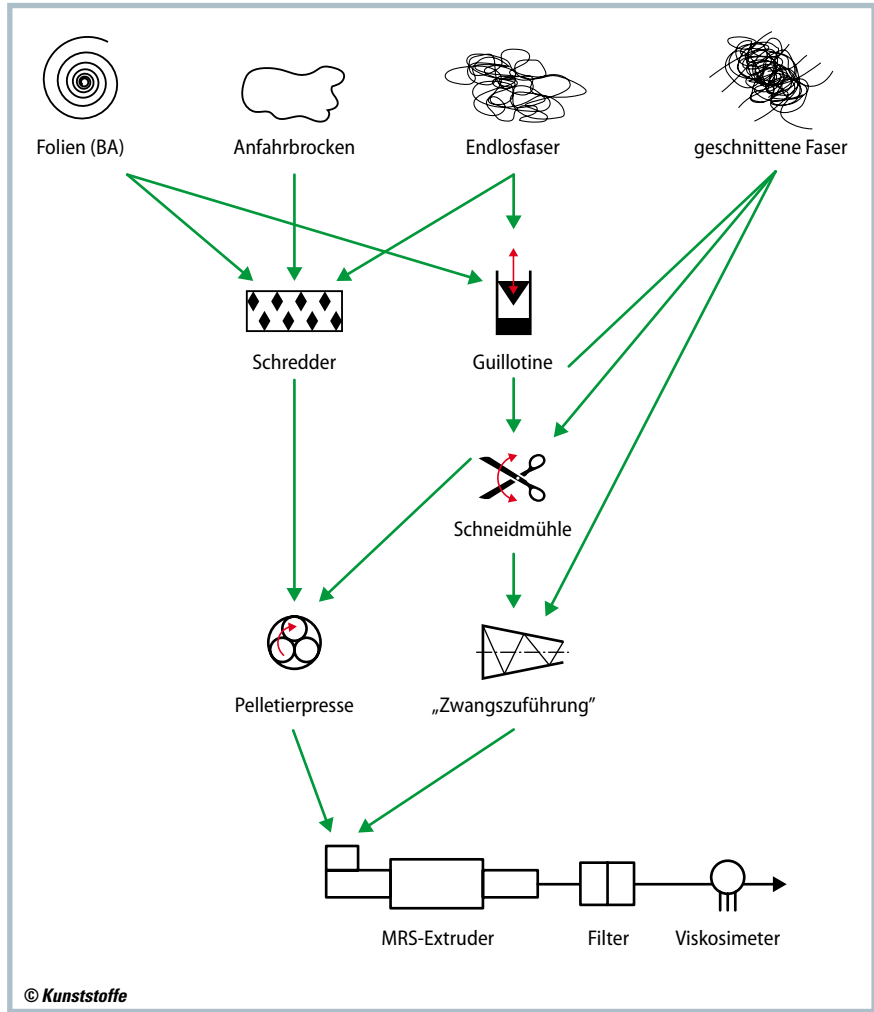 Folien (BA)
Anfahrbrocken
Endlosfaser
geschnittene Faser
Schredder
Guillotine
Schneidmühle
Pelletierpresse
„Zwangszuführung”
MRS-Extruder
Filter
Viskosimeter
© Kunststoffe